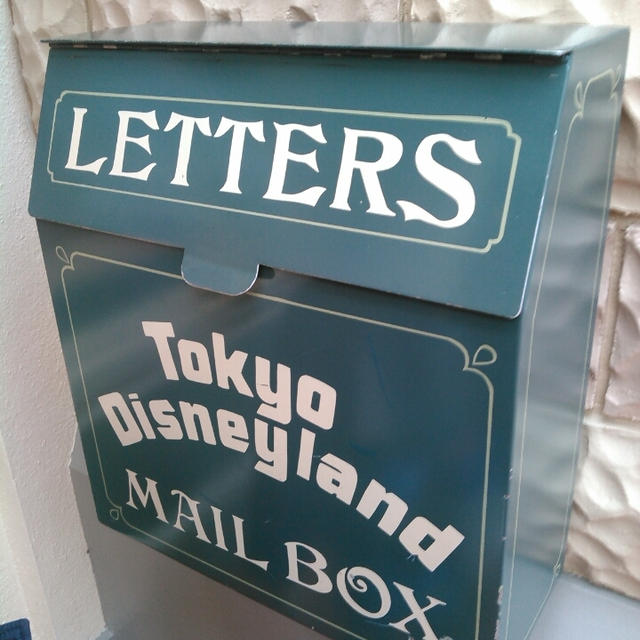 LETTERS
Tokyo
Disneyland
MAIL BOX